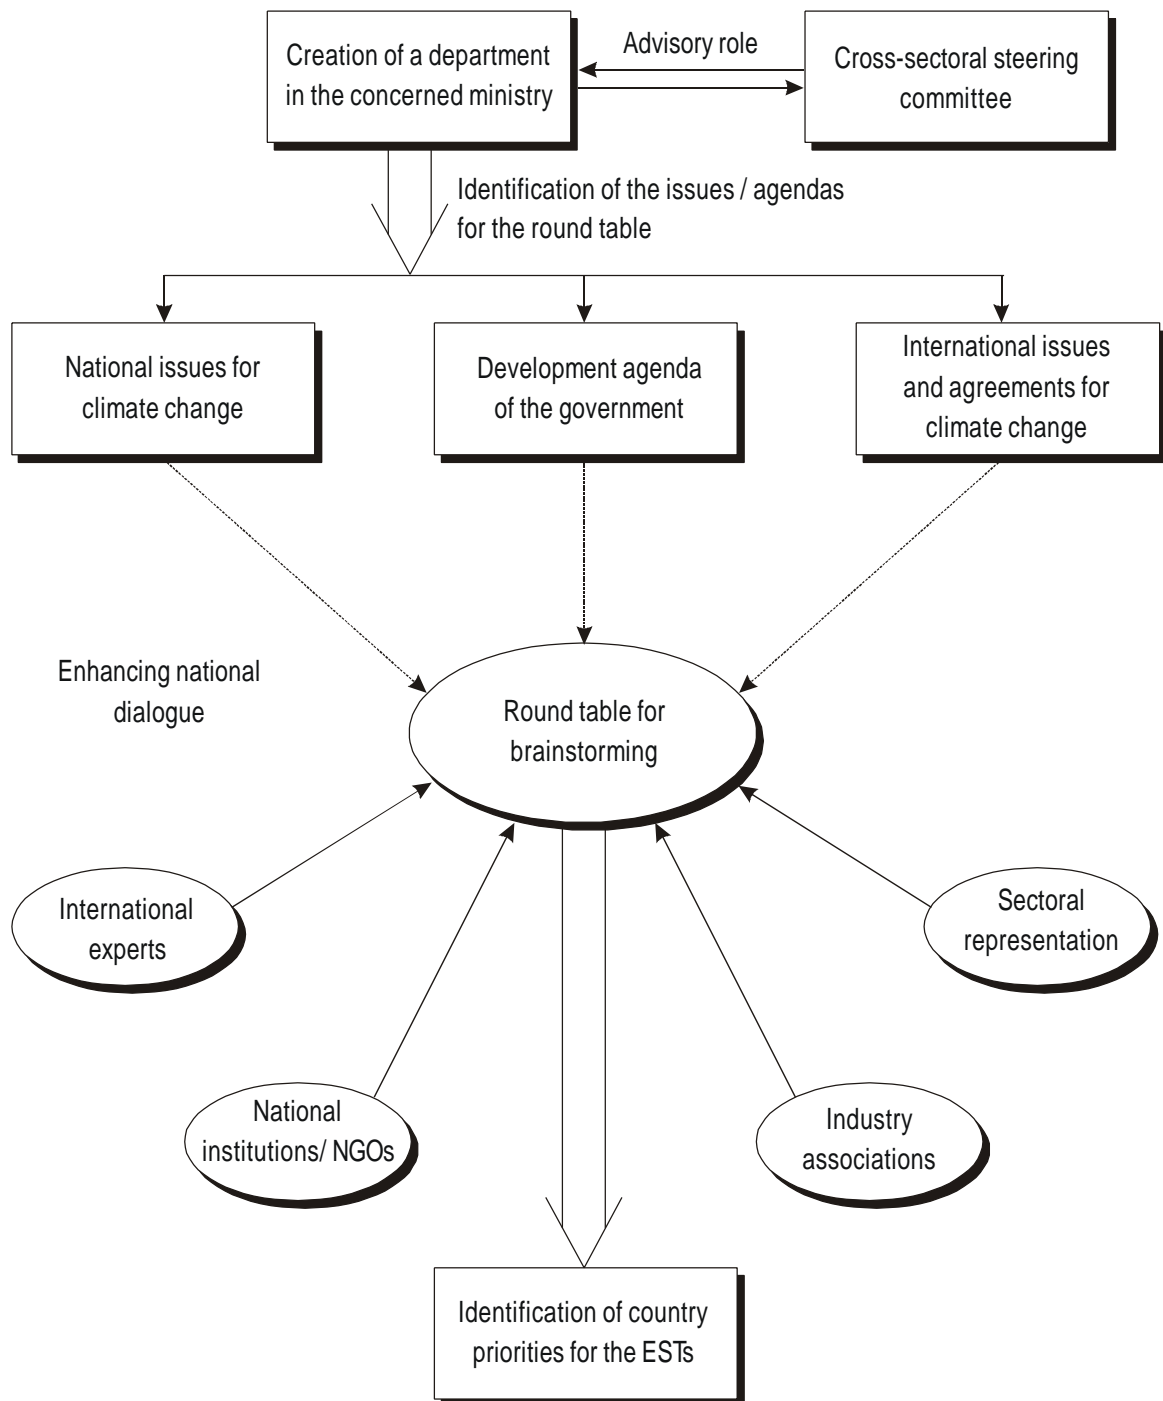 Creation of a department
in the concerned ministry
Advisory role
Cross-sectoral steering
committee
Identification of the issues / agendas
for the round table
National issues for
climate change
Development agenda
of the government
International issues
and agreements for
climate change
Enhancing national
dialogue
Round table for
brainstorming
International
experts
Sectoral
representation
National
institutions/ NGOs
Industry
associations
Identification of country
priorities for the ESTs